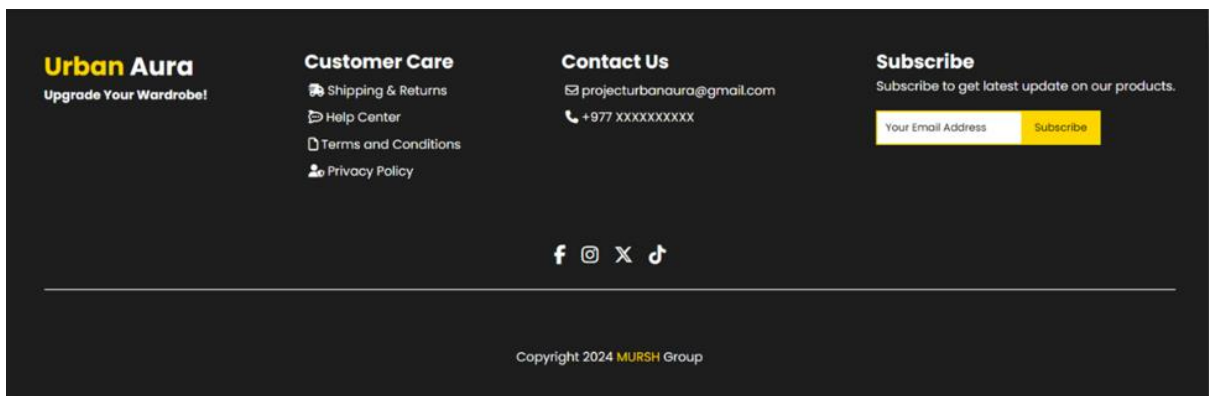 Urban Aura
Upgrade Your Wardrobe!
Customer Care
Shipping & Returns
Help Center
Terms and Conditions
Privacy Policy
Contact Us
projecturbanaura@gmail.com
+977 XXXXXXXXXX
Subscribe
Subscribe to get latest update on our products.
Your Email Address
Subscribe
Copyright 2024 MURSH Group